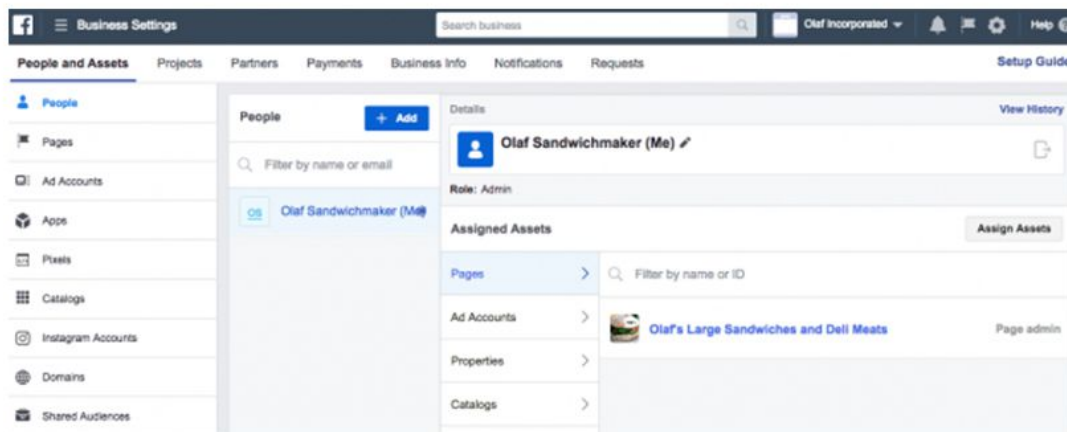 Business Settings
Search business
Olaf Incorporated
Help
People and Assets
Projects
Partners
Payments
Business Info
Notifications
Requests
Setup Guide
People
Pages
Ad Accounts
Apps
Pixels
Catalogs
Instagram Accounts
Domains
Shared Audiences
People
+ Add
Filter by name or email
OS
Olaf Sandwichmaker (Me)
Details
View History
Olaf Sandwichmaker (Me)
Role: Admin
Assigned Assets
Assign Assets
Pages
Ad Accounts
Properties
Catalogs
Filter by name or ID
Olaf's Large Sandwiches and Deli Meats
Page admin